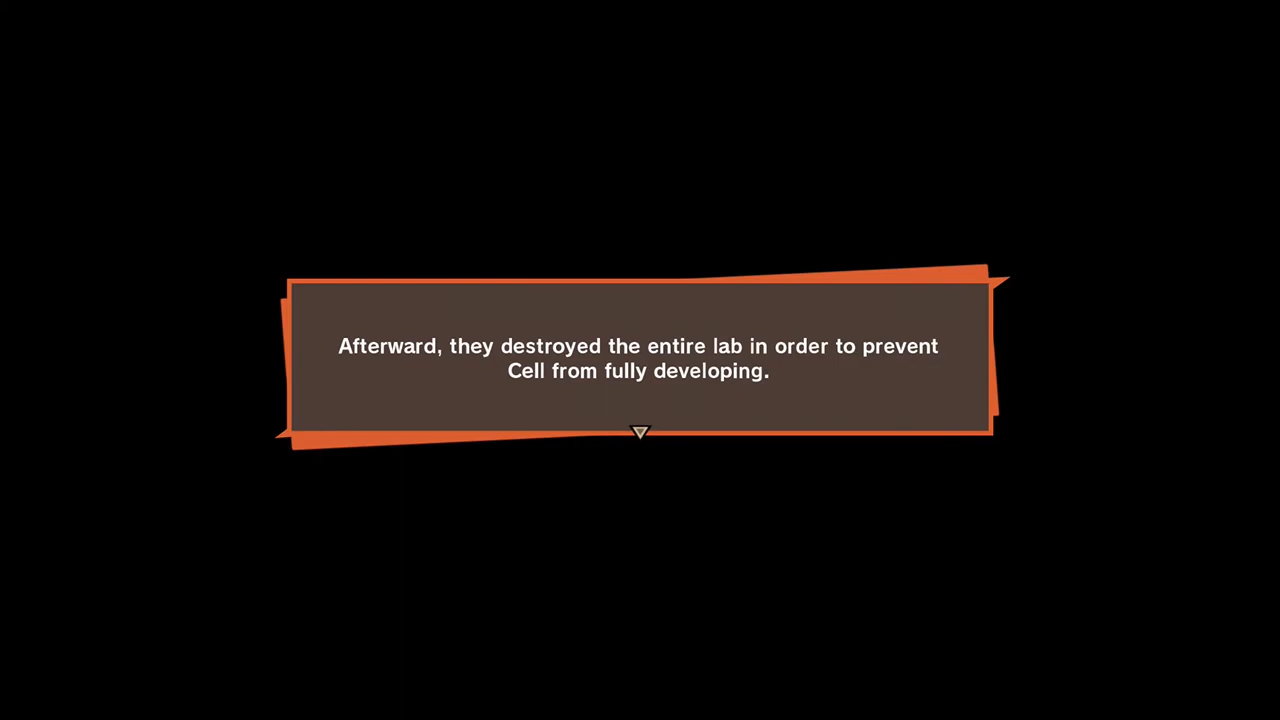 Afterward, they destroyed the entire lab in order to prevent
Cell from fully developing.